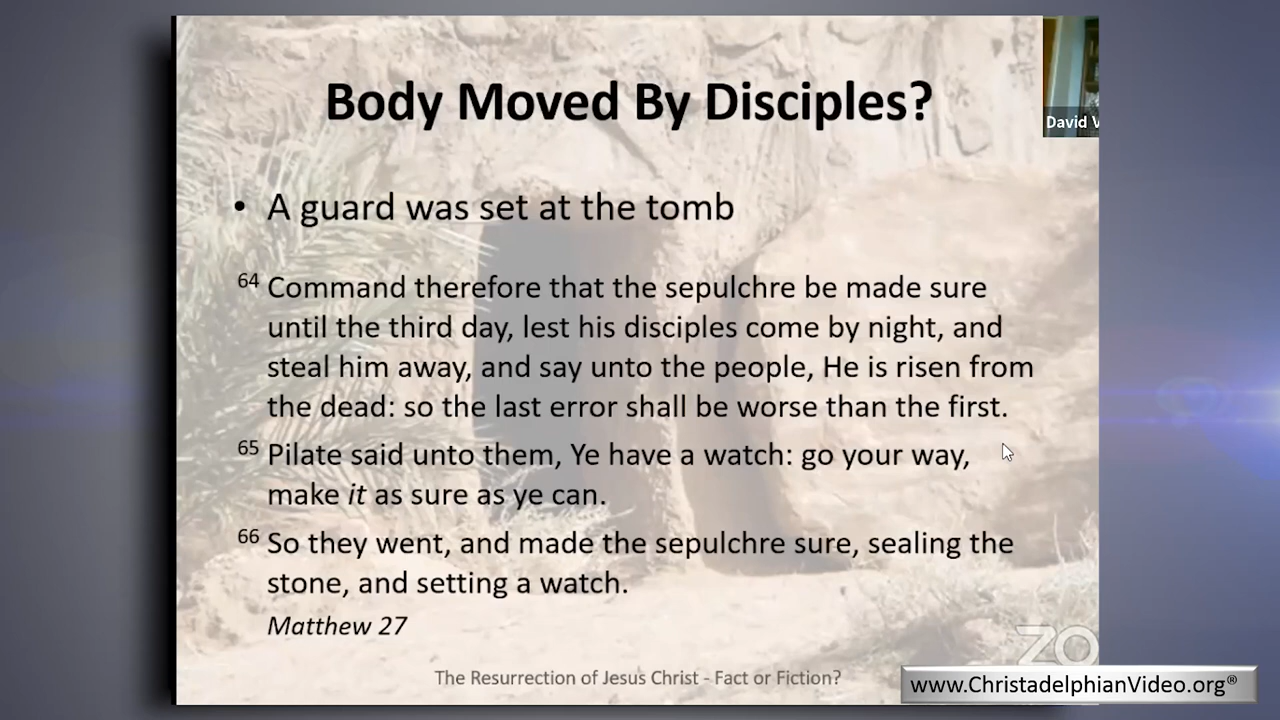 Body Moved By Disciples?
David V
• A guard was set at the tomb
64 Command therefore that the sepulchre be made sure
until the third day, lest his disciples come by night, and
steal him away, and say unto the people, He is risen from
the dead: so the last error shall be worse than the first.
65 Pilate said unto them, Ye have a watch: go your way,
make it as sure as ye can.
66 So they went, and made the sepulchre sure, sealing the
stone, and setting a watch.
Matthew 27
ZO
The Resurrection of Jesus Christ - Fact or Fiction?
www.ChristadelphianVideo.org®